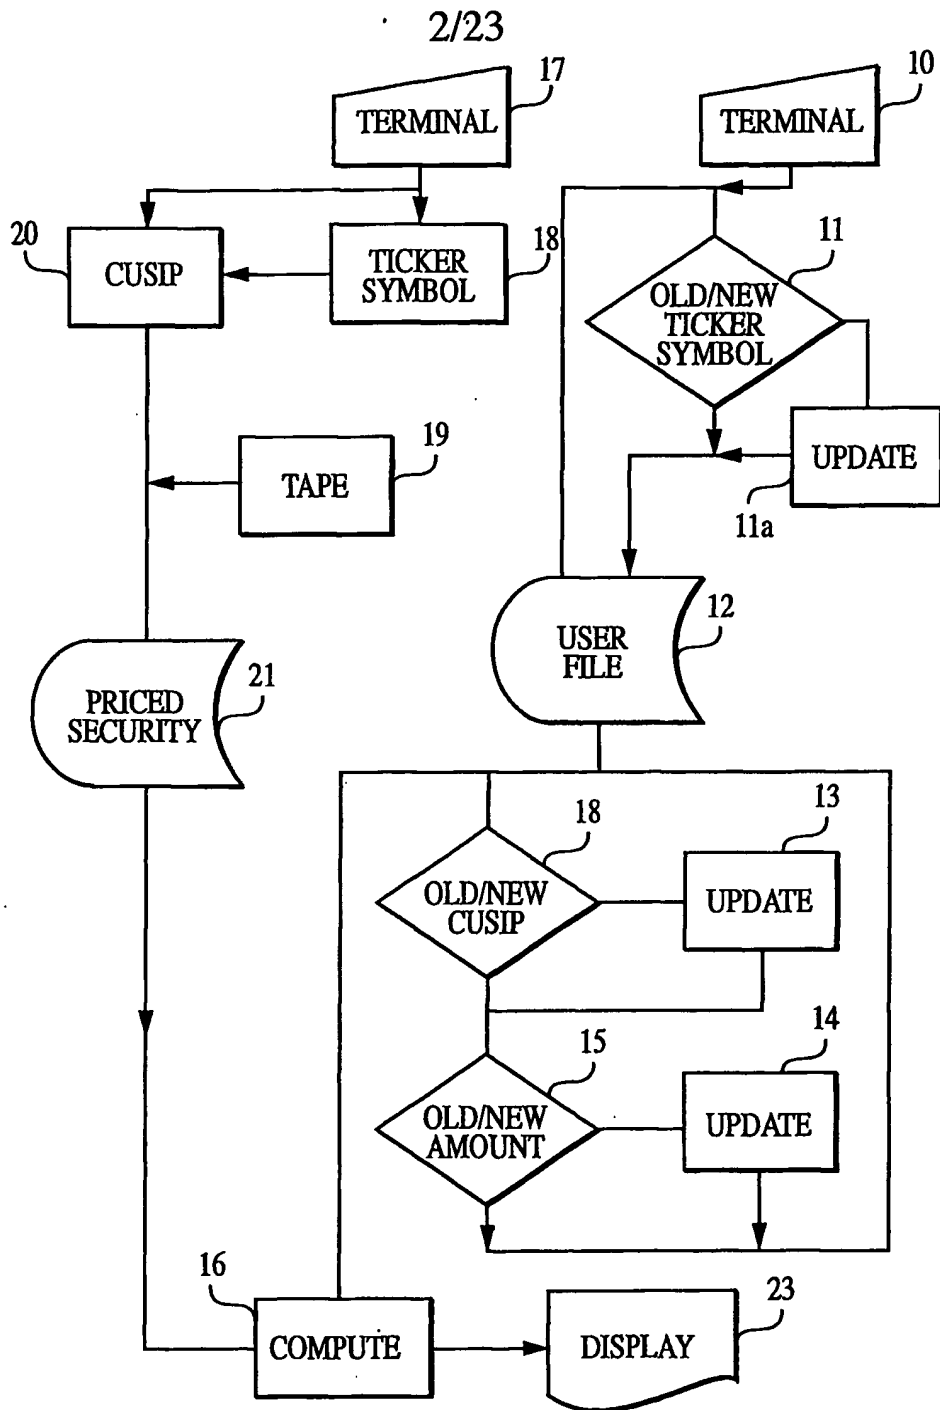 2/23
17
TERMINAL
10
TERMINAL
20
CUSIP
TICKER
SYMBOL
18
11
OLD/NEW
TICKER
SYMBOL
19
TAPE
UPDATE
11a
12
USER
FILE
21
PRICED
SECURITY
18
OLD/NEW
CUSIP
13
UPDATE
15
OLD/NEW
AMOUNT
14
UPDATE
16
COMPUTE
23
DISPLAY